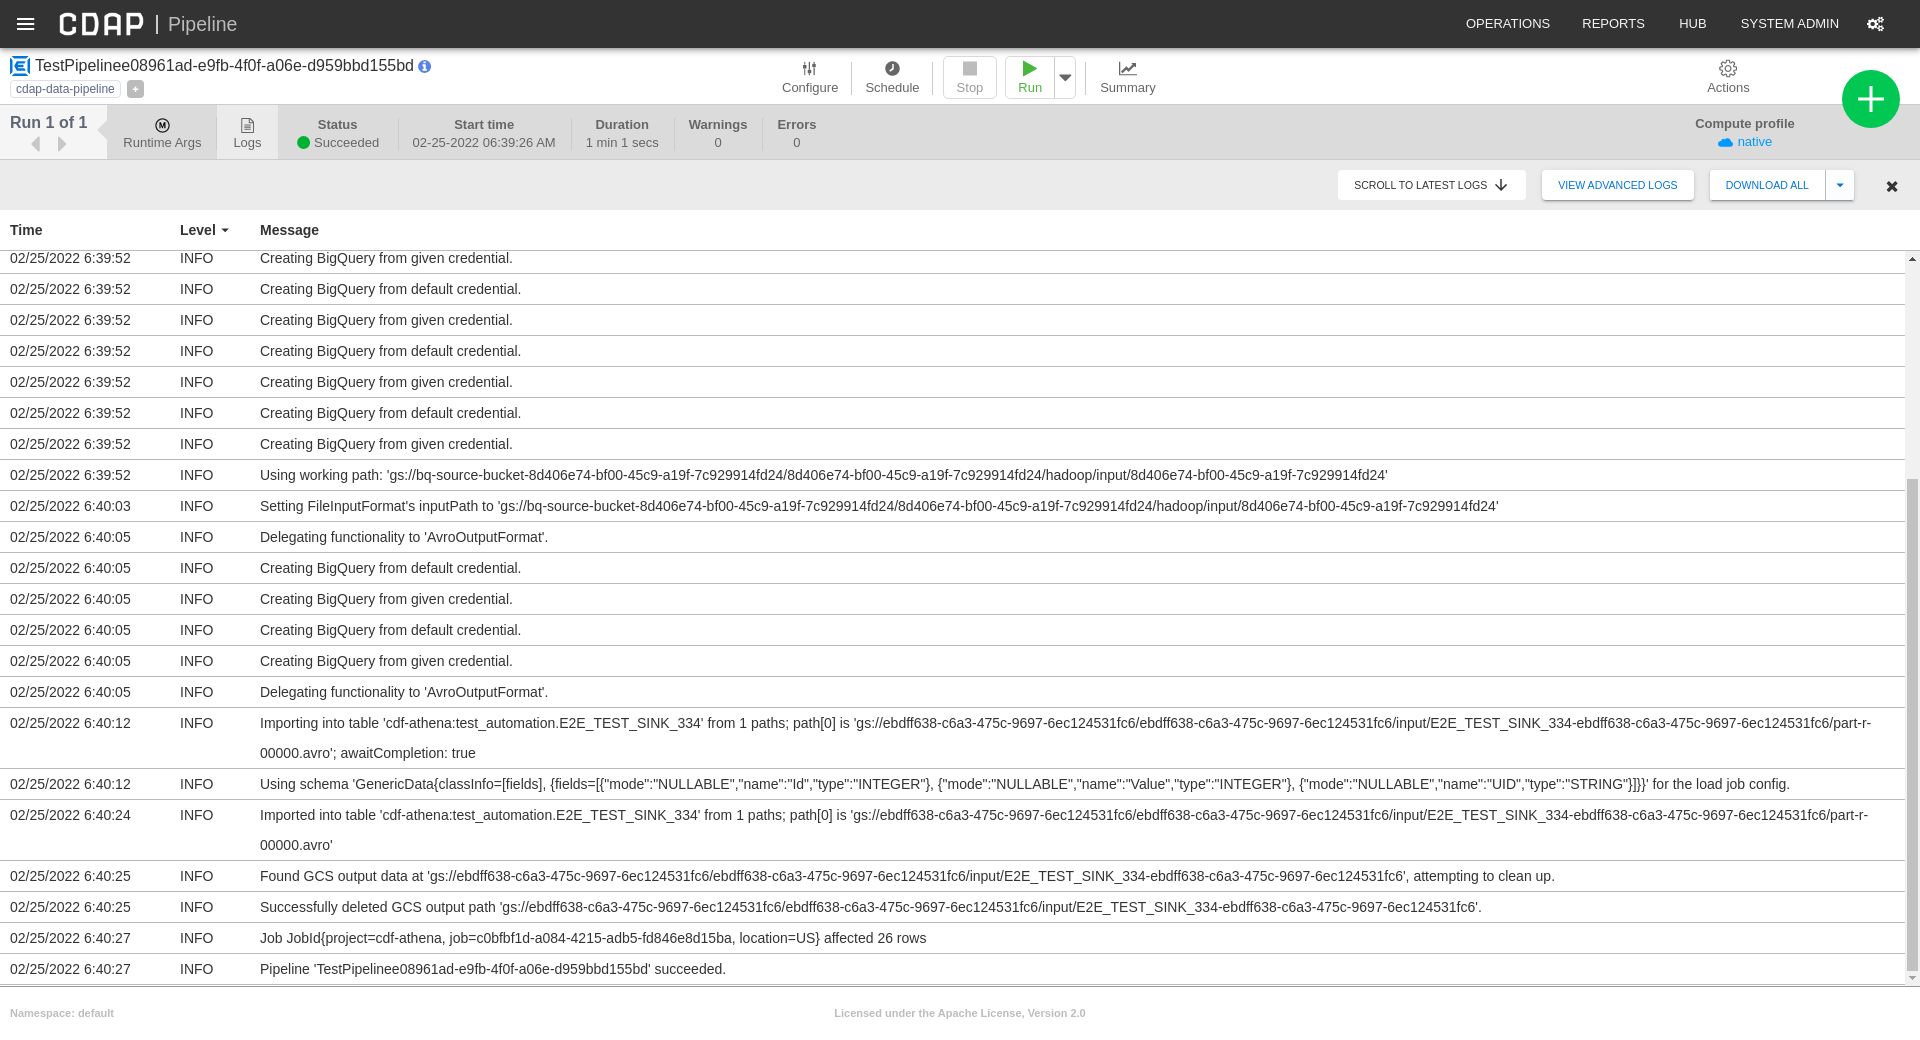 CDAP | Pipeline
OPERATIONS REPORTS HUB SYSTEM ADMIN
TestPipelinee08961ad-e9fb-4f0f-a06e-d959bbd155bd
cdap-data-pipeline +
Configure Schedule Stop Run Summary Actions
Run 1 of 1
Runtime Args
Logs
Status
Succeeded
Start time
02-25-2022 06:39:26 AM
Duration
1 min 1 secs
Warnings
0
Errors
0
Compute profile
native
SCROLL TO LATEST LOGS VIEW ADVANCED LOGS DOWNLOAD ALL
Time Level Message
02/25/2022 6:39:52 INFO Creating BigQuery from given credential.
02/25/2022 6:39:52 INFO Creating BigQuery from default credential.
02/25/2022 6:39:52 INFO Creating BigQuery from given credential.
02/25/2022 6:39:52 INFO Creating BigQuery from default credential.
02/25/2022 6:39:52 INFO Creating BigQuery from given credential.
02/25/2022 6:39:52 INFO Creating BigQuery from default credential.
02/25/2022 6:39:52 INFO Creating BigQuery from given credential.
02/25/2022 6:39:52 INFO Using working path: 'gs://bq-source-bucket-8d406e74-bf00-45c9-a19f-7c929914fd24/8d406e74-bf00-45c9-a19f-7c929914fd24/hadoop/input/8d406e74-bf00-45c9-a19f-7c929914fd24'
02/25/2022 6:40:03 INFO Setting FileInputFormat's inputPath to 'gs://bq-source-bucket-8d406e74-bf00-45c9-a19f-7c929914fd24/8d406e74-bf00-45c9-a19f-7c929914fd24/hadoop/input/8d406e74-bf00-45c9-a19f-7c929914fd24'
02/25/2022 6:40:05 INFO Delegating functionality to 'AvroOutputFormat'.
02/25/2022 6:40:05 INFO Creating BigQuery from default credential.
02/25/2022 6:40:05 INFO Creating BigQuery from given credential.
02/25/2022 6:40:05 INFO Creating BigQuery from default credential.
02/25/2022 6:40:05 INFO Creating BigQuery from given credential.
02/25/2022 6:40:05 INFO Delegating functionality to 'AvroOutputFormat'.
02/25/2022 6:40:12 INFO Importing into table 'cdf-athena:test_automation.E2E_TEST_SINK_334' from 1 paths; path[0] is 'gs://ebdff638-c6a3-475c-9697-6ec124531fc6/ebdff638-c6a3-475c-9697-6ec124531fc6/input/E2E_TEST_SINK_334-ebdff638-c6a3-475c-9697-6ec124531fc6/part-r-
00000.avro'; awaitCompletion: true
02/25/2022 6:40:12 INFO Using schema 'GenericData{classInfo=[fields], {fields=[{"mode":"NULLABLE","name":"Id","type":"INTEGER"}, {"mode":"NULLABLE","name":"Value","type":"INTEGER"}, {"mode":"NULLABLE","name":"UID","type":"STRING"}]}}' for the load job config.
02/25/2022 6:40:24 INFO Imported into table 'cdf-athena:test_automation.E2E_TEST_SINK_334' from 1 paths; path[0] is 'gs://ebdff638-c6a3-475c-9697-6ec124531fc6/ebdff638-c6a3-475c-9697-6ec124531fc6/input/E2E_TEST_SINK_334-ebdff638-c6a3-475c-9697-6ec124531fc6/part-r-
00000.avro'
02/25/2022 6:40:25 INFO Found GCS output data at 'gs://ebdff638-c6a3-475c-9697-6ec124531fc6/ebdff638-c6a3-475c-9697-6ec124531fc6/input/E2E_TEST_SINK_334-ebdff638-c6a3-475c-9697-6ec124531fc6', attempting to clean up.
02/25/2022 6:40:25 INFO Successfully deleted GCS output path 'gs://ebdff638-c6a3-475c-9697-6ec124531fc6/ebdff638-c6a3-475c-9697-6ec124531fc6/input/E2E_TEST_SINK_334-ebdff638-c6a3-475c-9697-6ec124531fc6'.
02/25/2022 6:40:27 INFO Job JobId{project=cdf-athena, job=c0bfbf1d-a084-4215-adb5-fd846e8d15ba, location=US} affected 26 rows
02/25/2022 6:40:27 INFO Pipeline 'TestPipelinee08961ad-e9fb-4f0f-a06e-d959bbd155bd' succeeded.
Namespace: default Licensed under the Apache License, Version 2.0